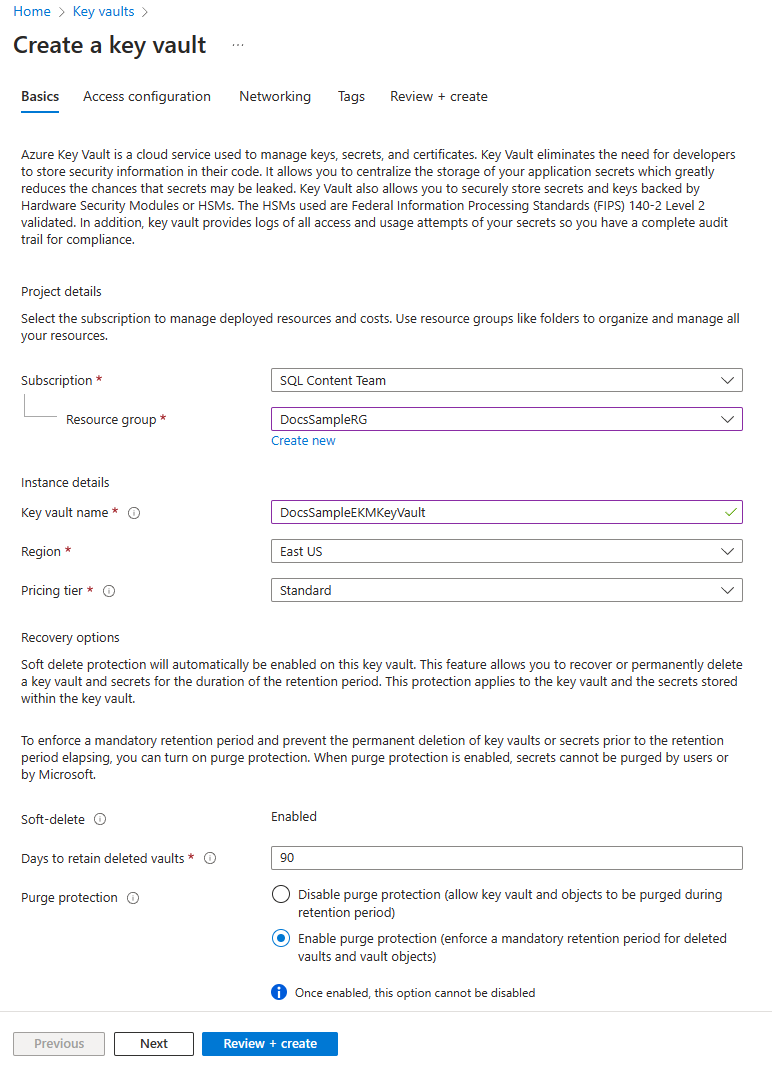 Home > Key vaults >
Create a key vault ...
Basics Access configuration Networking Tags Review + create
Azure Key Vault is a cloud service used to manage keys, secrets, and certificates. Key Vault eliminates the need for developers
to store security information in their code. It allows you to centralize the storage of your application secrets which greatly
reduces the chances that secrets may be leaked. Key Vault also allows you to securely store secrets and keys backed by
Hardware Security Modules or HSMs. The HSMs used are Federal Information Processing Standards (FIPS) 140-2 Level 2
validated. In addition, key vault provides logs of all access and usage attempts of your secrets so you have a complete audit
trail for compliance.
Project details
Select the subscription to manage deployed resources and costs. Use resource groups like folders to organize and manage all
your resources.
Subscription * SQL Content Team
Resource group * DocsSampleRG
Create new
Instance details
Key vault name * DocsSampleEKMKeyVault
Region * East US
Pricing tier * Standard
Recovery options
Soft delete protection will automatically be enabled on this key vault. This feature allows you to recover or permanently delete
a key vault and secrets for the duration of the retention period. This protection applies to the key vault and the secrets stored
within the key vault.
To enforce a mandatory retention period and prevent the permanent deletion of key vaults or secrets prior to the retention
period elapsing, you can turn on purge protection. When purge protection is enabled, secrets cannot be purged by users or
by Microsoft.
Soft-delete Enabled
Days to retain deleted vaults * 90
Purge protection Disable purge protection (allow key vault and objects to be purged during
retention period)
Enable purge protection (enforce a mandatory retention period for deleted
vaults and vault objects)
Once enabled, this option cannot be disabled
Previous Next Review + create